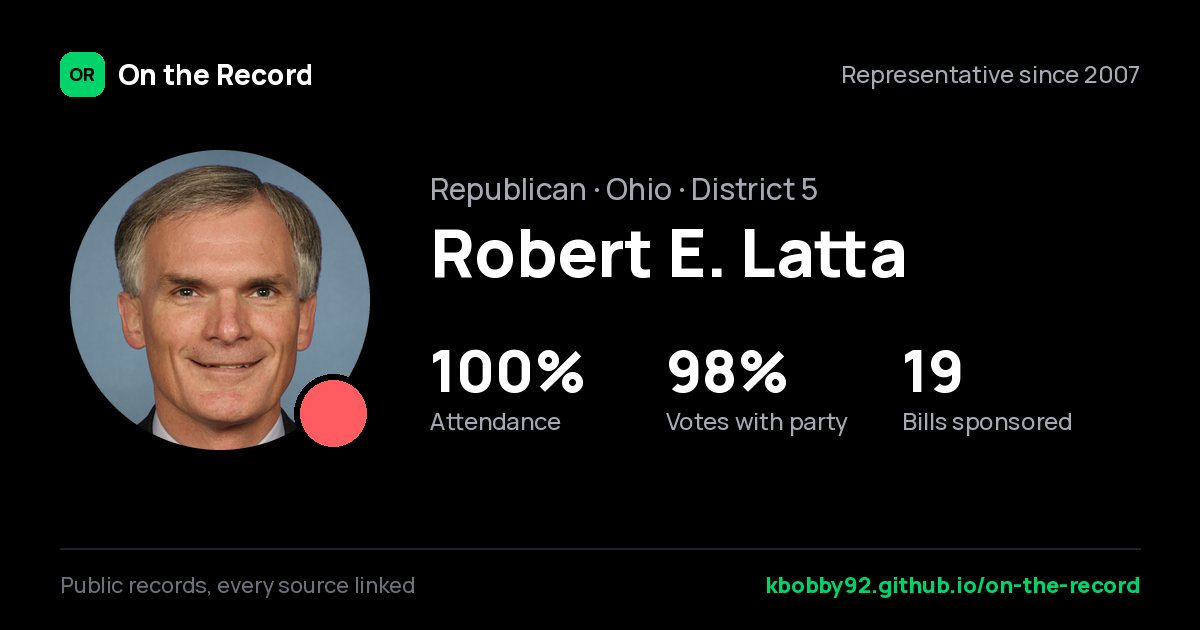 OR On the Record
Representative since 2007
Republican · Ohio · District 5
Robert E. Latta
100% 98% 19
Attendance Votes with party Bills sponsored
Public records, every source linked
kbobby92.github.io/on-the-record